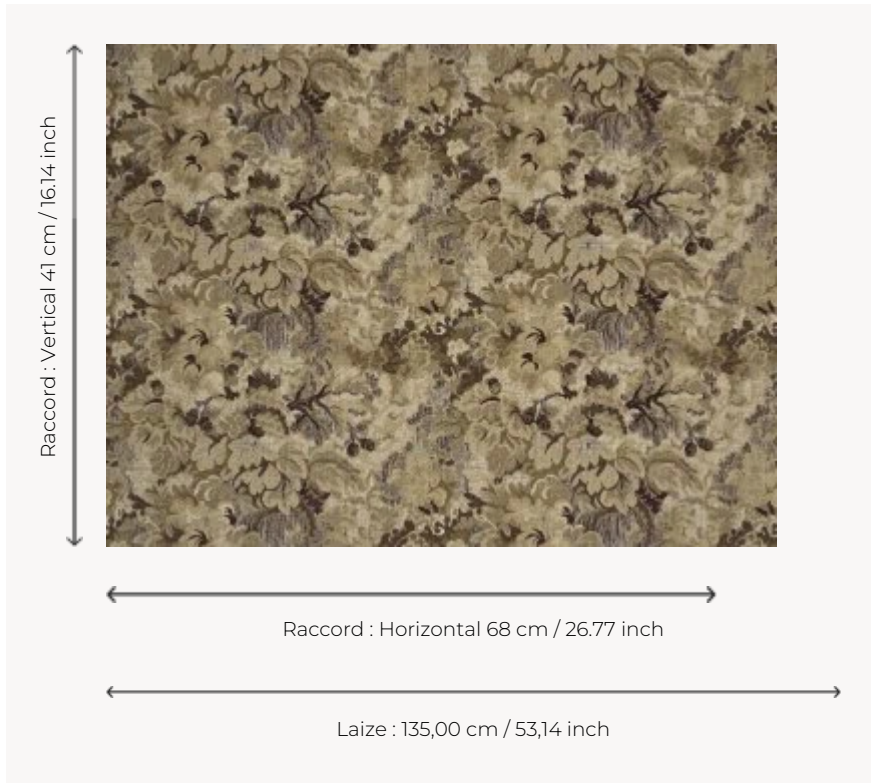 Raccord : Vertical 41 cm / 16.14 inch
Raccord : Horizontal 68 cm / 26.77 inch
Laize : 135,00 cm / 53,14 inch